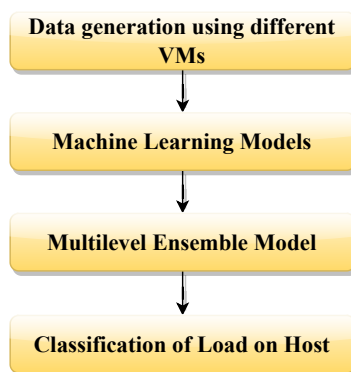 Data generation using different
VMs
Machine Learning Models
Multilevel Ensemble Model
Classification of Load on Host